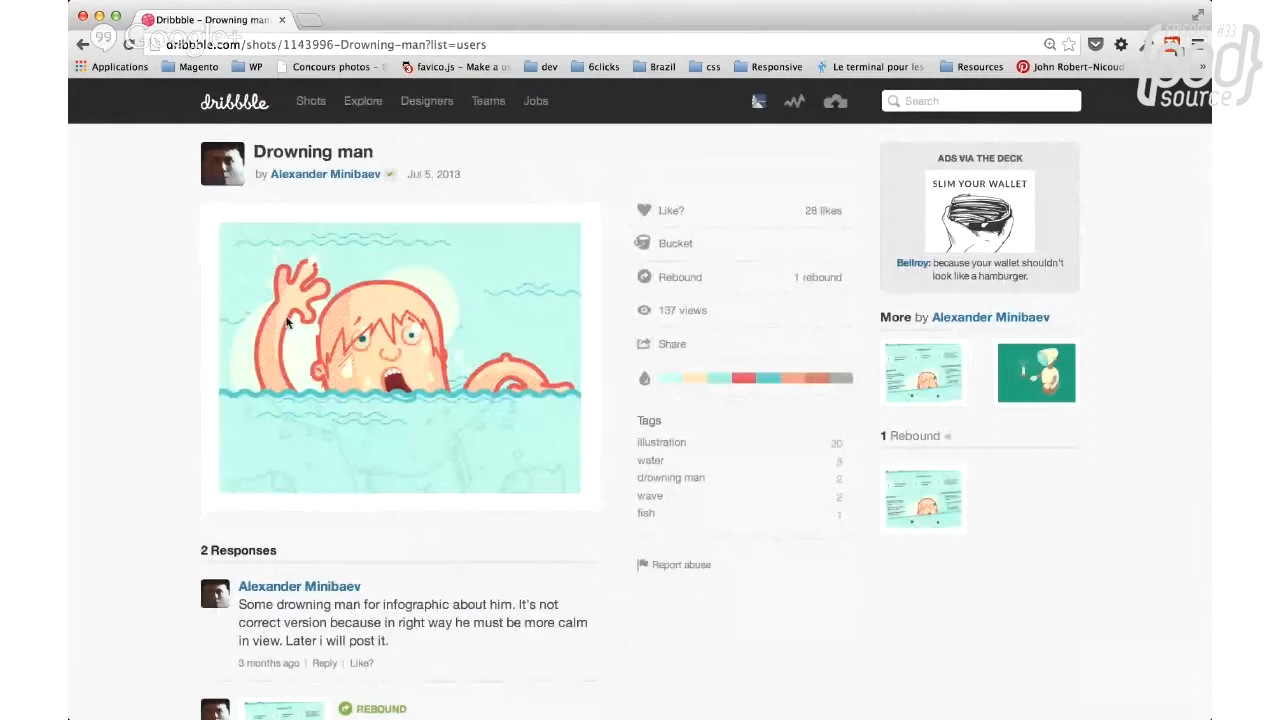 Dribbble - Drowning man
EPISODE #33
Google+
dribbble.com/shots/1143996-Drowning-man?list=users
{food
source}
Applications
Magento
WP
Concours photos -
favico.js – Make a us
dev
6clicks
Brazil
css
Responsive
Le terminal pour les
Resources
John Robert-Nicoud
»
dribbble
Shots
Explore
Designers
Teams
Jobs
Search
Drowning man
by Alexander Minibaev
Jul 5, 2013
Like?
28 likes
Bucket
Rebound
1 rebound
137 views
Share
Tags
illustration 20
water 3
drowning man 2
wave 2
fish 1
Report abuse
ADS VIA THE DECK
SLIM YOUR WALLET
Bellroy: because your wallet shouldn't
look like a hamburger.
More by Alexander Minibaev
1 Rebound
2 Responses
Alexander Minibaev
Some drowning man for infographic about him. It's not
correct version because in right way he must be more calm
in view. Later i will post it.
3 months ago | Reply | Like?
REBOUND